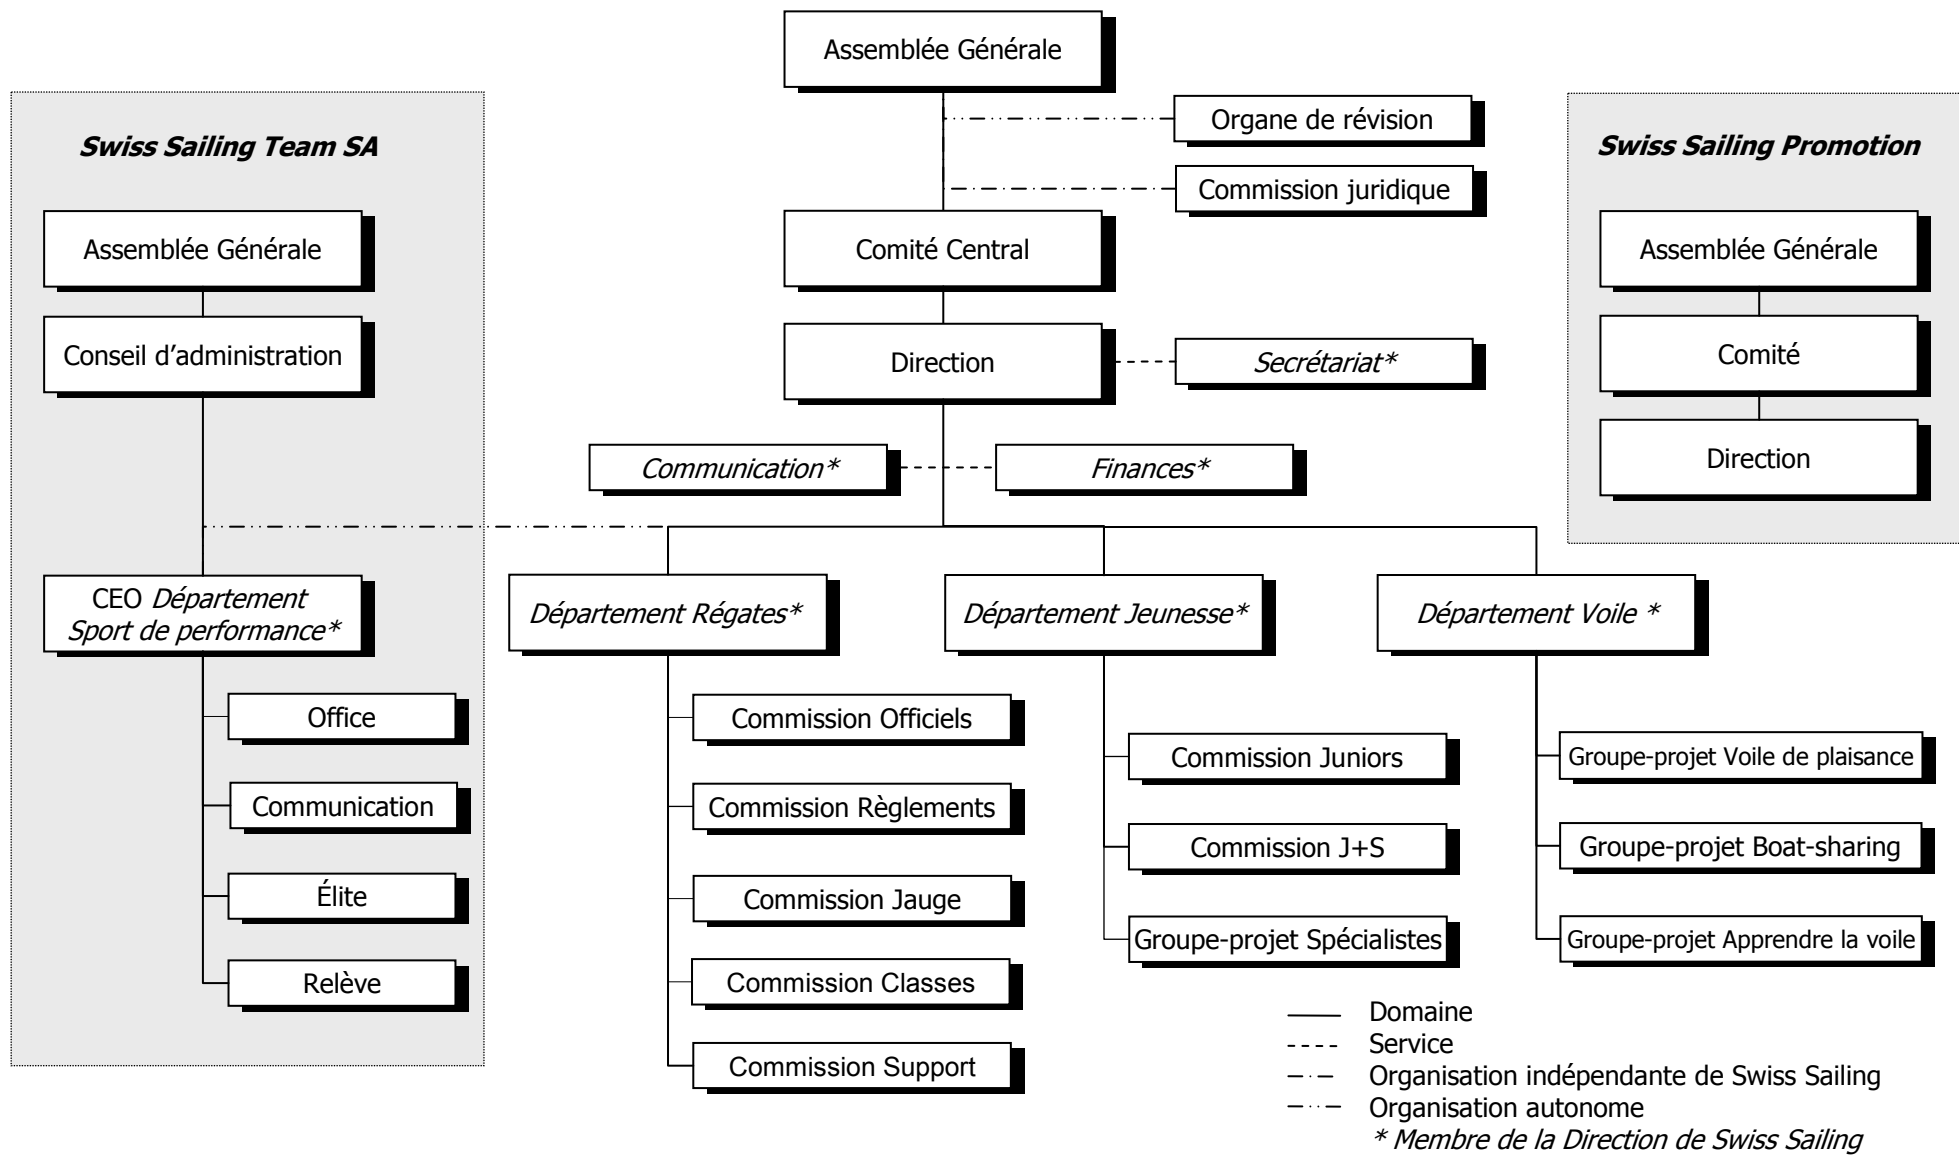 Assemblée Générale
Organe de révision
Commission juridique
Comité Central
Direction
Secrétariat*
Communication*
Finances*
Swiss Sailing Team SA
Assemblée Générale
Conseil d’administration
CEO Département
Sport de performance*
Office
Communication
Élite
Relève
Département Régates*
Commission Officiels
Commission Règlements
Commission Jauge
Commission Classes
Commission Support
Département Jeunesse*
Commission Juniors
Commission J+S
Groupe-projet Spécialistes
Département Voile *
Groupe-projet Voile de plaisance
Groupe-projet Boat-sharing
Groupe-projet Apprendre la voile
Swiss Sailing Promotion
Assemblée Générale
Comité
Direction
Domaine
Service
Organisation indépendante de Swiss Sailing
Organisation autonome
* Membre de la Direction de Swiss Sailing